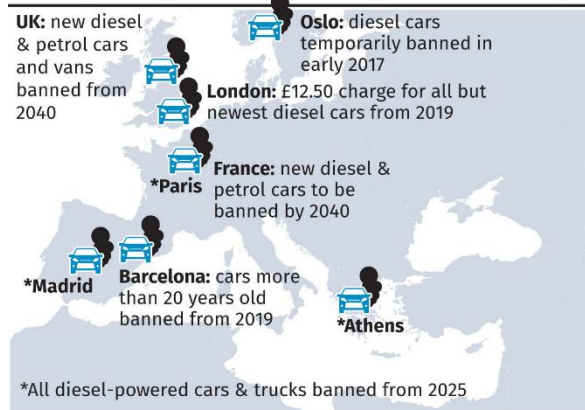 UK: new diesel
& petrol cars
and vans
banned from
2040
Oslo: diesel cars
temporarily banned in
early 2017
London: £12.50 charge for all but
newest diesel cars from 2019
*Paris
France: new diesel &
petrol cars to be
banned by 2040
*Madrid
Barcelona: cars more
than 20 years old
banned from 2019
*Athens
*All diesel-powered cars & trucks banned from 2025